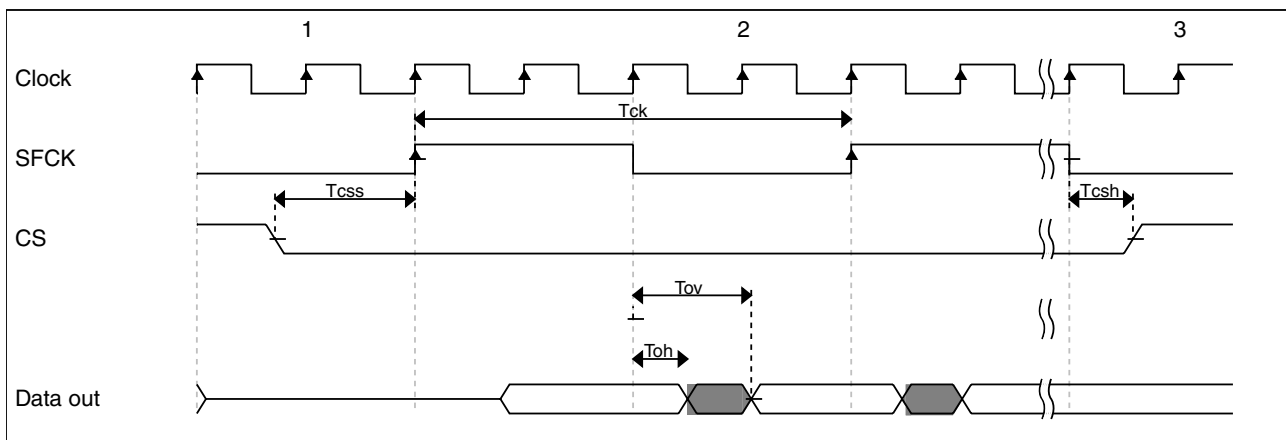 1 2 3
Clock
Tck
SFCK
Tcss Tcsh
CS
Tov
Toh
Data out